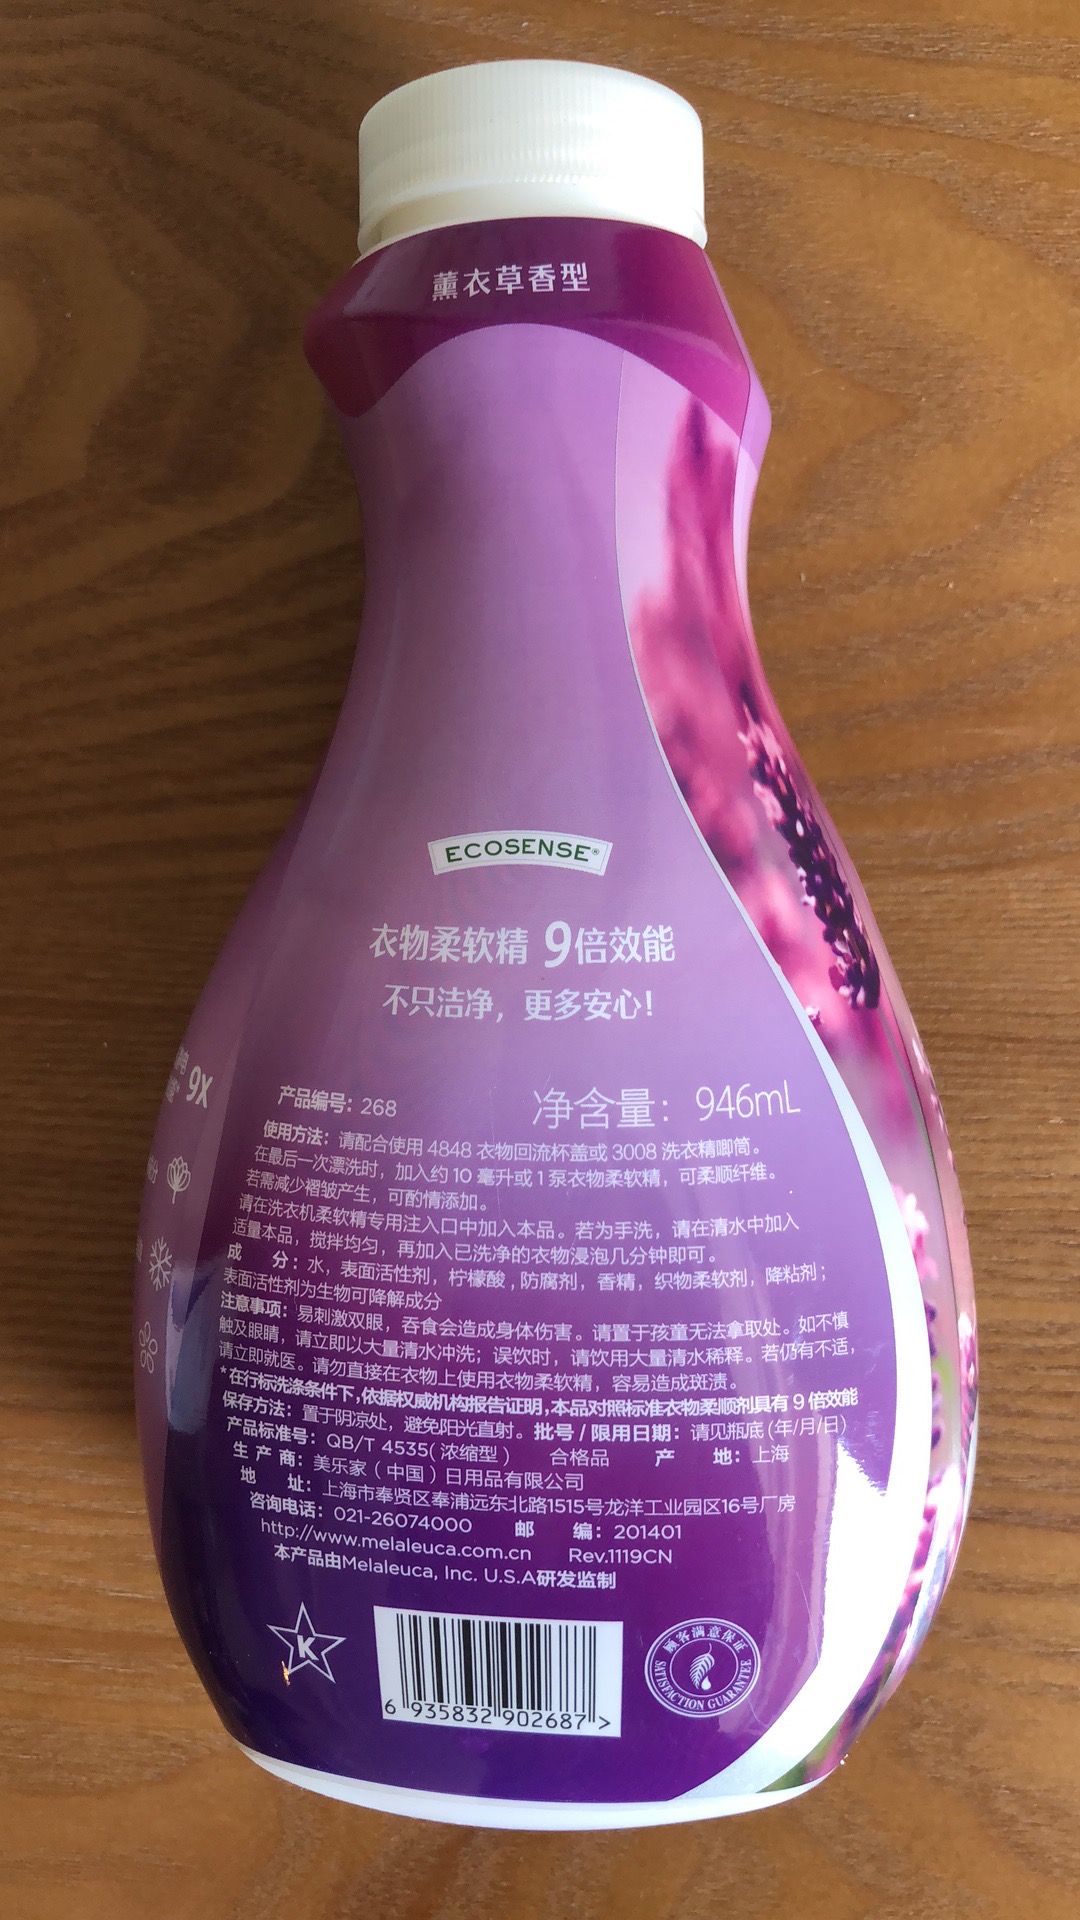 薰衣草香型
ECOSENSE®
衣物柔软精 9倍效能
不只洁净，更多安心！
9X
产品编号：268 净含量：946mL
使用方法：请配合使用 4848 衣物回流杯盖或 3008 洗衣精唧筒。
在最后一次漂洗时，加入约 10 毫升或 1 泵衣物柔软精，可柔顺纤维。
若需减少褶皱产生，可酌情添加。
请在洗衣机柔软精专用注入口中加入本品。若为手洗，请在清水中加入
适量本品，搅拌均匀，再加入已洗净的衣物浸泡几分钟即可。
成 分：水，表面活性剂，柠檬酸，防腐剂，香精，织物柔软剂，降粘剂；
表面活性剂为生物可降解成分
注意事项：易刺激双眼，吞食会造成身体伤害。请置于孩童无法拿取处。如不慎
触及眼睛，请立即以大量清水冲洗；误饮时，请饮用大量清水稀释。若仍有不适，
请立即就医。请勿直接在衣物上使用衣物柔软精，容易造成斑渍。
*在行标洗涤条件下，依据权威机构报告证明，本品对照标准衣物柔顺剂具有 9 倍效能
保存方法：置于阴凉处，避免阳光直射。批号 / 限用日期：请见瓶底 (年/月/日)
产品标准号：QB/T 4535(浓缩型) 合格品 产 地：上海
生 产 商：美乐家（中国）日用品有限公司
地 址：上海市奉贤区奉浦远东北路1515号龙洋工业园区16号厂房
咨询电话：021-26074000 邮 编：201401
http://www.melaleuca.com.cn Rev.1119CN
本产品由Melaleuca, Inc. U.S.A研发监制
K
6 935832 902687 >
顾客满意保证
SATISFACTION GUARANTEE